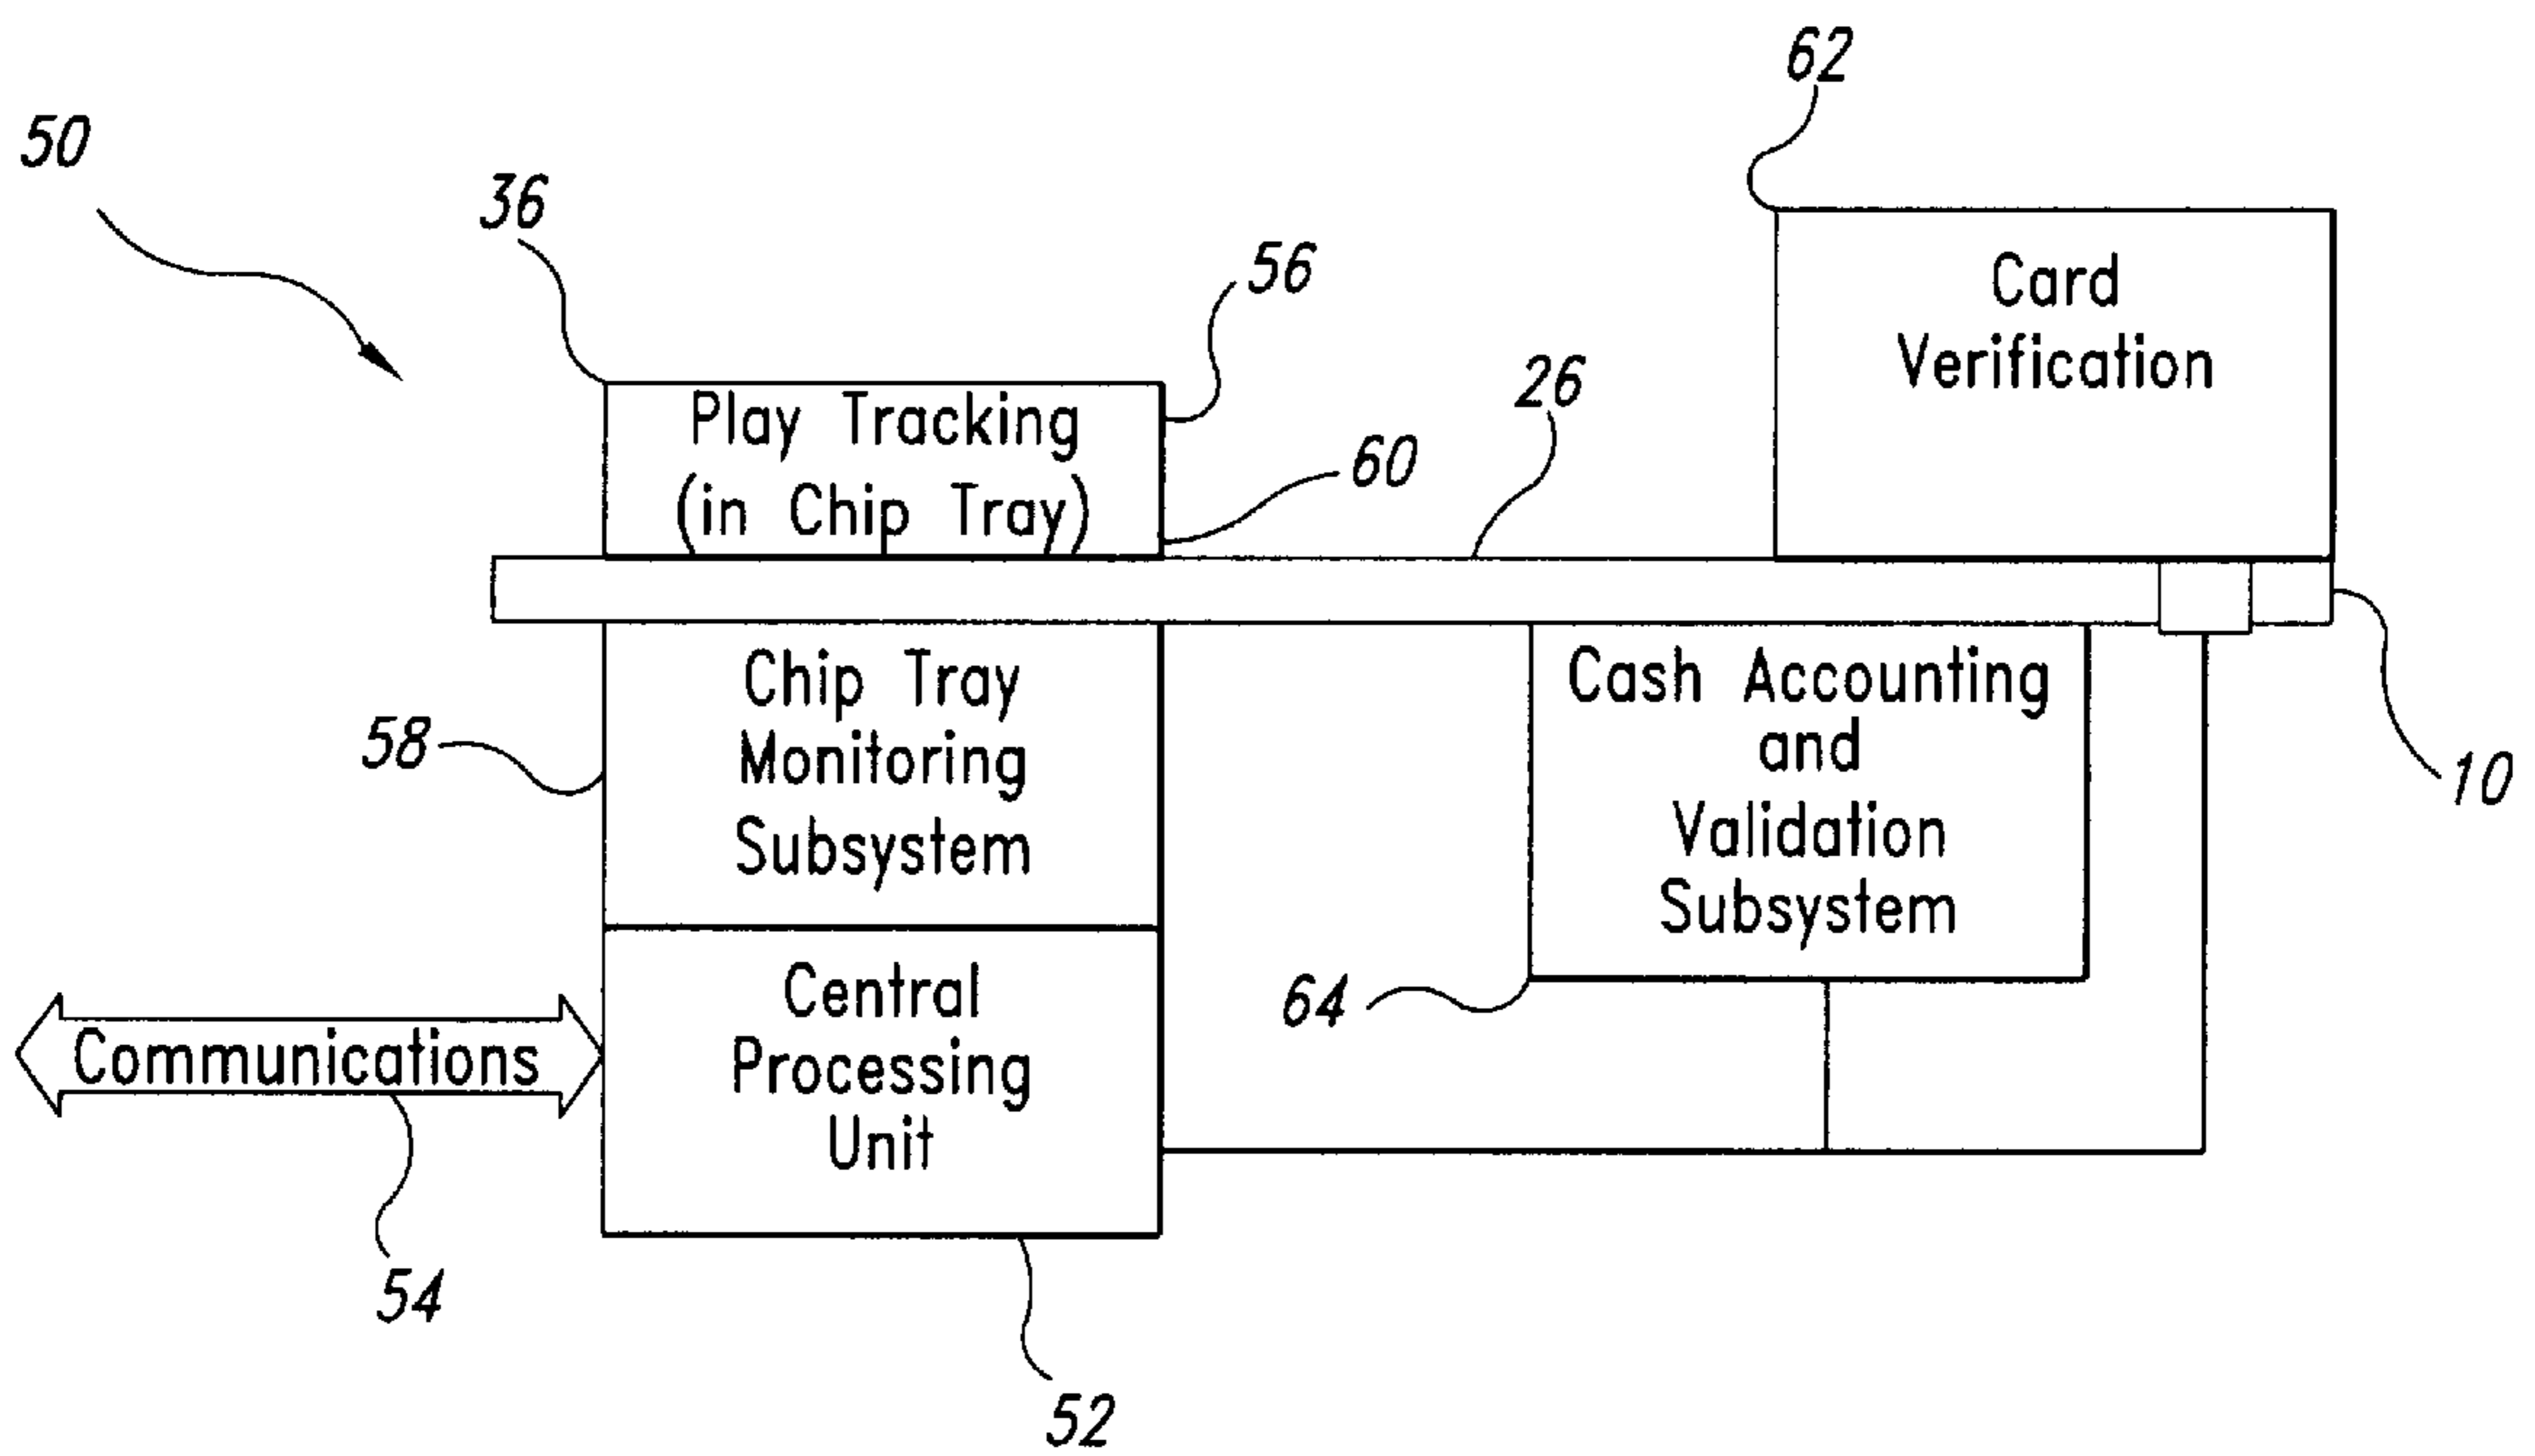 62
50
36
56
Card
Verification
26
Play Tracking
(in Chip Tray)
60
Chip Tray
Monitoring
Subsystem
Cash Accounting
and
Validation
Subsystem
58
10
64
Central
Processing
Unit
Communications
54
52